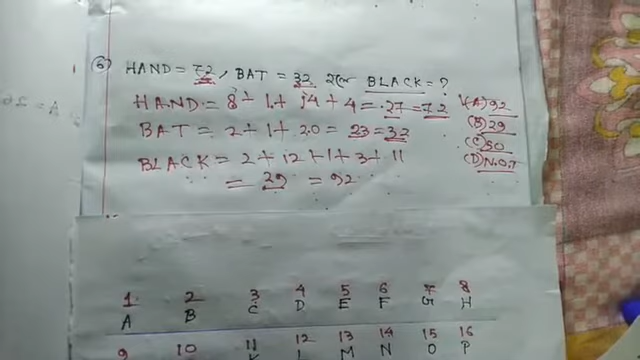 (6) HAND = 72, BAT = 32 হলে BLACK = ?
HAND = 8 + 1 + 14 + 4 = 27 = 72 (A) 92
BAT = 2 + 1 + 20 = 23 = 32 (B) 29
BLACK = 2 + 12 + 1 + 3 + 11 (C) 50
= 29 = 92 (D) N.O.T
1 2 3 4 5 6 7 8
A B C D E F G H
9 10 11 12 13 14 15 16
K L M N O P